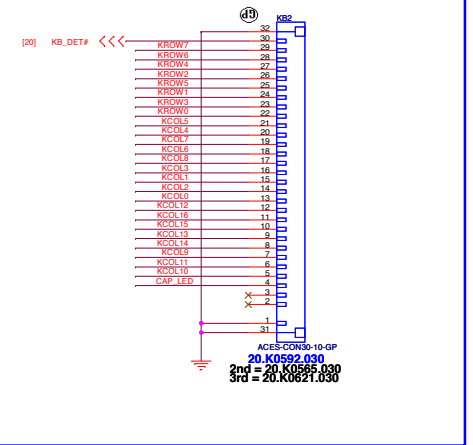 GP
KB2
32
[20] KB_DET# 30
KROW7 29
KROW6 28
KROW4 27
KROW2 26
KROW5 25
KROW1 24
KROW3 23
KROW0 22
KCOL5 21
KCOL4 20
KCOL7 19
KCOL6 18
KCOL8 17
KCOL3 16
KCOL1 15
KCOL2 14
KCOL0 13
KCOL12 12
KCOL16 11
KCOL15 10
KCOL13 9
KCOL14 8
KCOL9 7
KCOL11 6
KCOL10 5
CAP_LED 4
3
2
1
31
ACES-CON30-10-GP
20.K0592.030
2nd = 20.K0565.030
3rd = 20.K0621.030